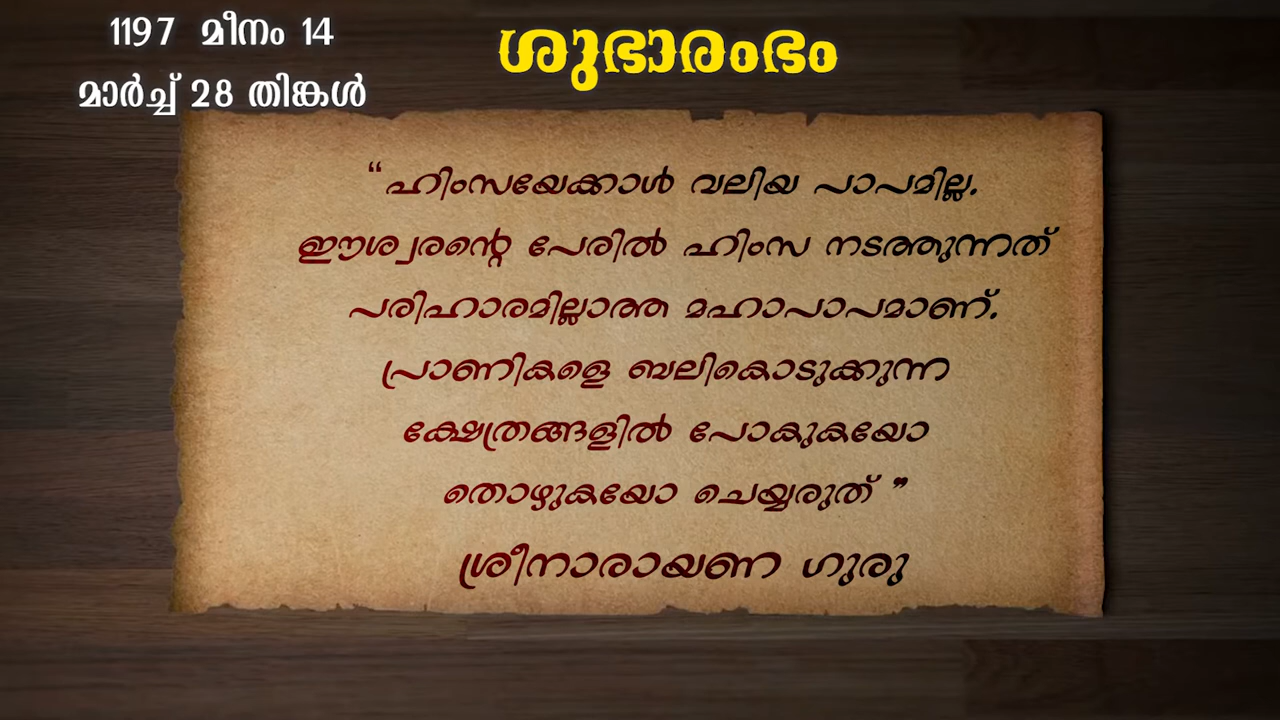 1197 മീനം 14
മാർച്ച് 28 തിങ്കൾ
ശുഭാരംഭം
“ഹിംസയേക്കാൾ വലിയ പാപമില്ല.
ഈശ്വരന്റെ പേരിൽ ഹിംസ നടത്തുന്നത്
പരിഹാരമില്ലാത്ത മഹാപാപമാണ്.
പ്രാണികളെ ബലികൊടുക്കുന്ന
ക്ഷേത്രങ്ങളിൽ പോകുകയോ
തൊഴുകയോ ചെയ്യരുത് ”
ശ്രീനാരായണ ഗുരു